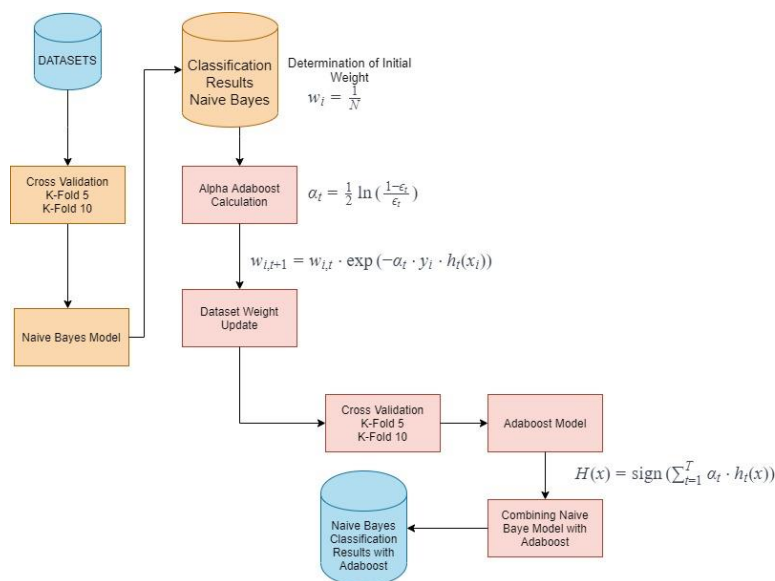 DATASETS
Classification
Results
Naive Bayes
Determination of Initial
Weight
w_i = 1/N
Cross Validation
K-Fold 5
K-Fold 10
Alpha Adaboost
Calculation
α_t = 1/2 ln ( (1−ϵ_t)/ϵ_t )
w_{i,t+1} = w_{i,t} · exp (−α_t · y_i · h_t(x_i))
Naive Bayes Model
Dataset Weight
Update
Cross Validation
K-Fold 5
K-Fold 10
Adaboost Model
H(x) = sign (∑_{t=1}^{T} α_t · h_t(x))
Combining Naive
Baye Model with
Adaboost
Naive Bayes
Classification
Results with
Adaboost